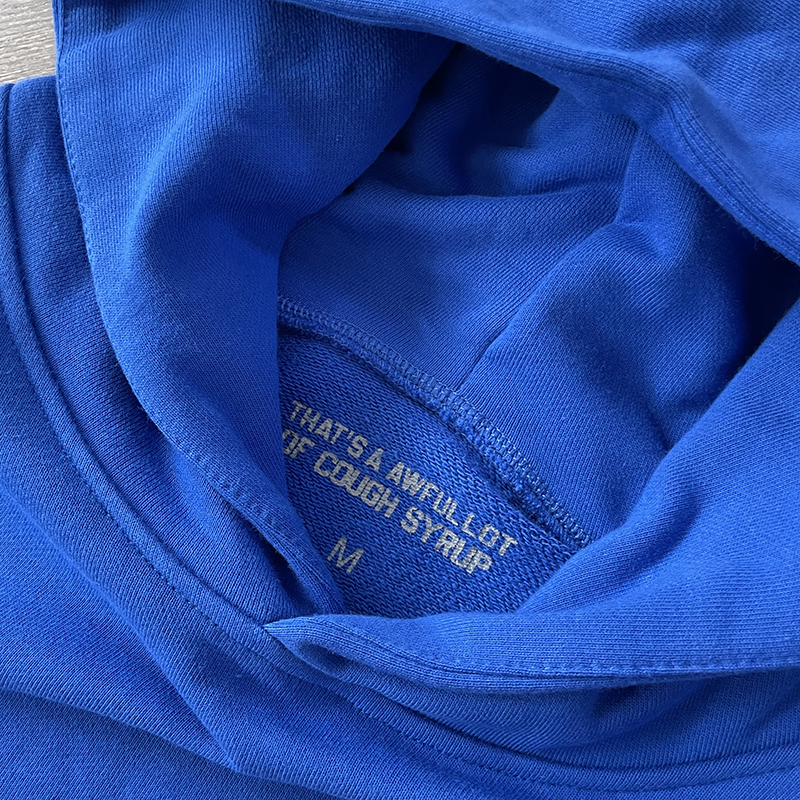 THAT'S A AWFUL LOT
OF COUGH SYRUP
M